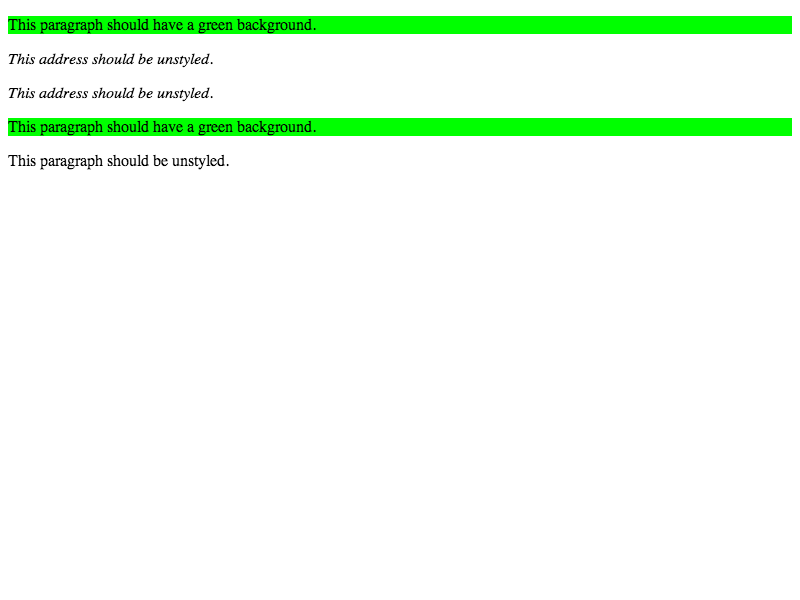 This paragraph should have a green background.
This address should be unstyled.
This address should be unstyled.
This paragraph should have a green background.
This paragraph should be unstyled.